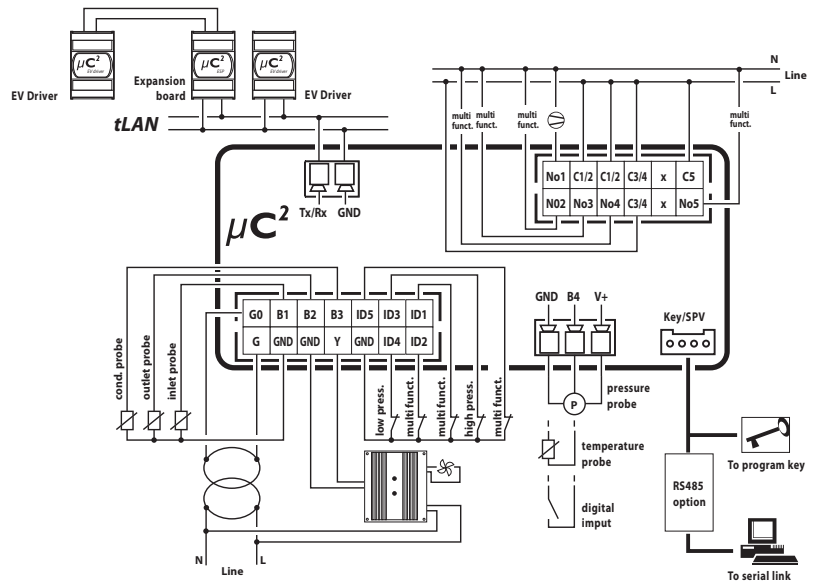 µC²
EV driver
µC²
EXP
µC²
EV driver
EV Driver
Expansion
board
EV Driver
tLAN
N
Line
L
multi
funct.
multi
funct.
multi
funct.
multi
funct.
No1 C1/2 C1/2 C3/4 x C5
N02 No3 No4 C3/4 x No5
Tx/Rx GND
µC²
G0 B1 B2 B3 ID5 ID3 ID1
G GND GND Y GND ID4 ID2
GND B4 V+
Key/SPV
cond. probe
outlet probe
inlet probe
low press.
multi funct.
multi funct.
high press.
multi funct.
P
pressure
probe
temperature
probe
digital
imput
To program key
RS485
option
To serial link
N
L
Line